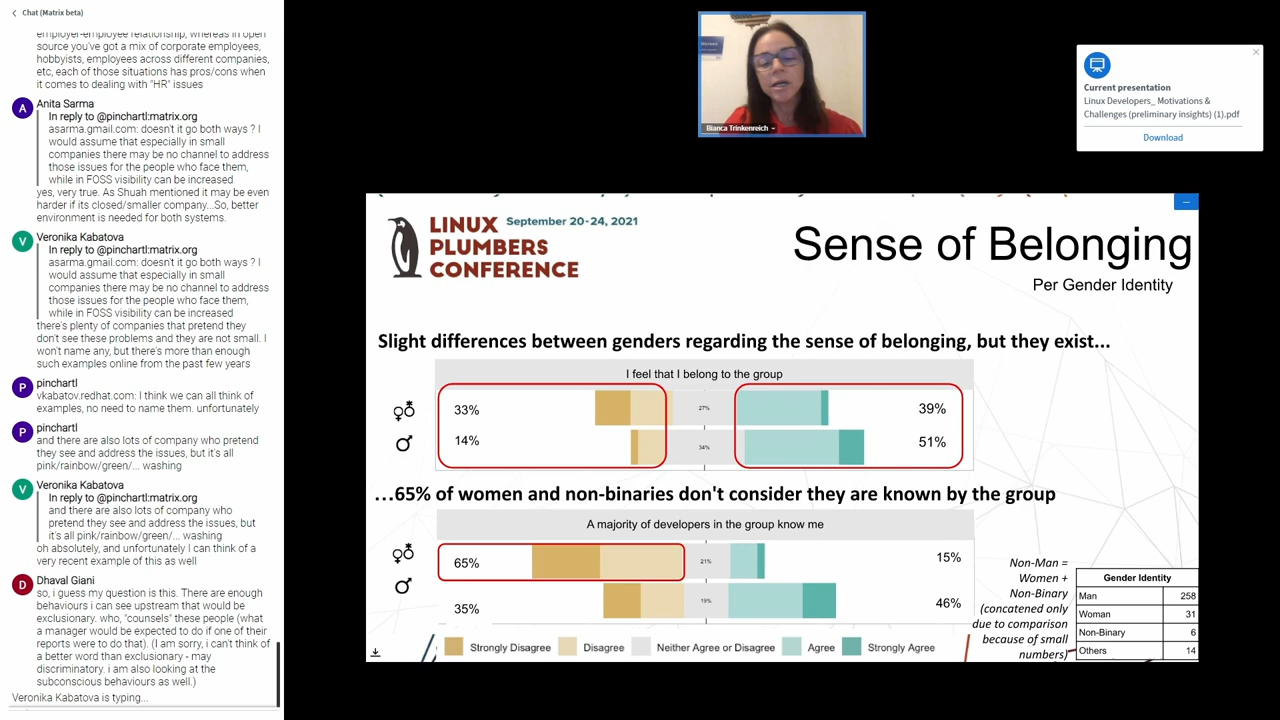 Chat (Matrix beta)
employer-employee relationship, whereas in open
source you've got a mix of corporate employees,
hobbyists, employees across different companies,
etc, each of those situations has pros/cons when
it comes to dealing with "HR" issues
A
Anita Sarma
In reply to @pinchartl:matrix.org
asarma.gmail.com: doesn't it go both ways ? I
would assume that especially in small
companies there may be no channel to address
those issues for the people who face them,
while in FOSS visibility can be increased
yes, very true. As Shuah mentioned it may be even
harder if its closed/smaller company...So, better
environment is needed for both systems.
V
Veronika Kabatova
In reply to @pinchartl:matrix.org
asarma.gmail.com: doesn't it go both ways ? I
would assume that especially in small
companies there may be no channel to address
those issues for the people who face them,
while in FOSS visibility can be increased
there's plenty of companies that pretend they
don't see these problems and they are not small. I
won't name any, but there's more than enough
such examples online from the past few years
P
pinchartl
vkabatov.redhat.com: I think we can all think of
examples, no need to name them. unfortunately
P
pinchartl
and there are also lots of company who pretend
they see and address the issues, but it's all
pink/rainbow/green/... washing
V
Veronika Kabatova
In reply to @pinchartl:matrix.org
and there are also lots of company who
pretend they see and address the issues, but
it's all pink/rainbow/green/... washing
oh absolutely, and unfortunately I can think of a
very recent example of this as well
D
Dhaval Giani
so, i guess my question is this. There are enough
behaviours i can see upstream that would be
exclusionary. who, "counsels" these people (what
a manager would be expected to do if one of their
reports were to do that). (I am sorry, i can't think of
a better word than exclusionary - may
discriminatory. i am also looking at the
subconscious behaviours as well.)
Veronika Kabatova is typing...
Bianca Trinkenreich
Current presentation
Linux Developers_ Motivations &
Challenges (preliminary insights) (1).pdf
Download
LINUX
PLUMBERS
CONFERENCE
September 20-24, 2021
Sense of Belonging
Per Gender Identity
Slight differences between genders regarding the sense of belonging, but they exist...
I feel that I belong to the group
33% 27% 39%
14% 34% 51%
...65% of women and non-binaries don't consider they are known by the group
A majority of developers in the group know me
65% 21% 15%
35% 19% 46%
Strongly Disagree Disagree Neither Agree or Disagree Agree Strongly Agree
Non-Man =
Women +
Non-Binary
(concatened only
due to comparison
because of small
numbers)
Gender Identity
Man 258
Woman 31
Non-Binary 6
Others 14